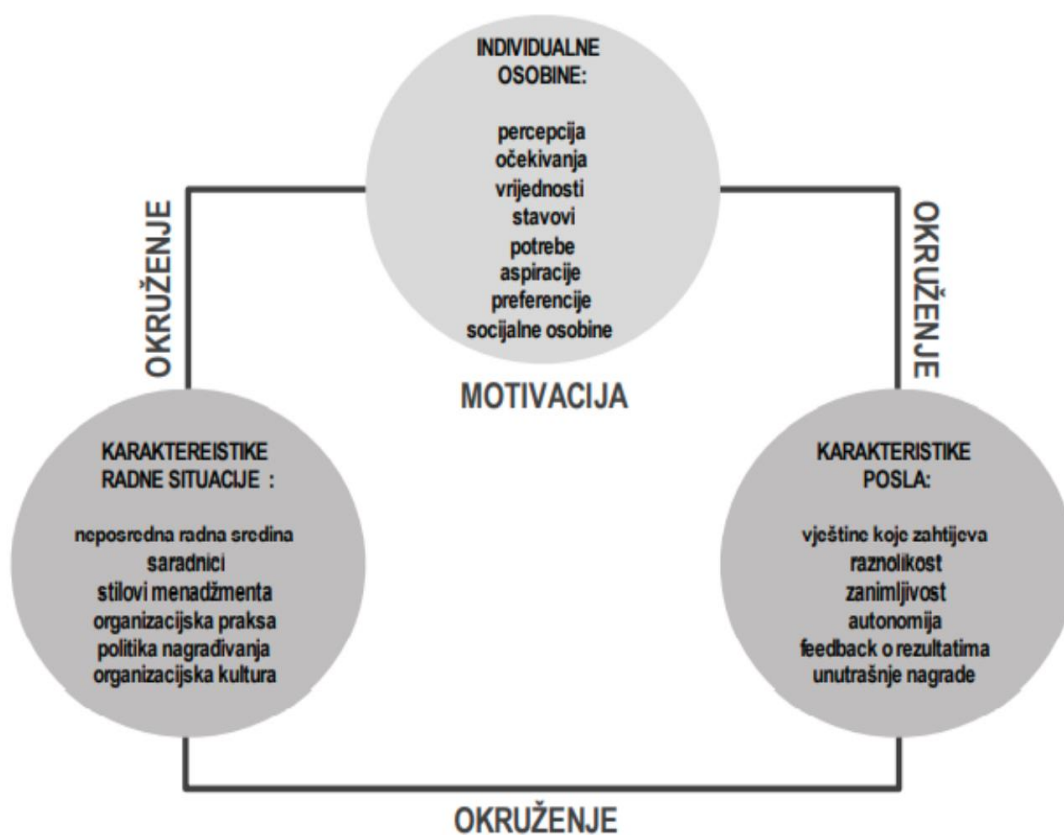 INDIVIDUALNE
OSOBINE:
percepcija
očekivanja
vrijednosti
stavovi
potrebe
aspiracije
preferencije
socijalne osobine
OKRUŽENJE
OKRUŽENJE
MOTIVACIJA
KARAKTEREISTIKE
RADNE SITUACIJE :
neposredna radna sredina
saradnici
stilovi menadžmenta
organizacijska praksa
politika nagrađivanja
organizacijska kultura
KARAKTERISTIKE
POSLA:
vještine koje zahtijeva
raznolikost
zanimljivost
autonomija
feedback o rezultatima
unutrašnje nagrade
OKRUŽENJE